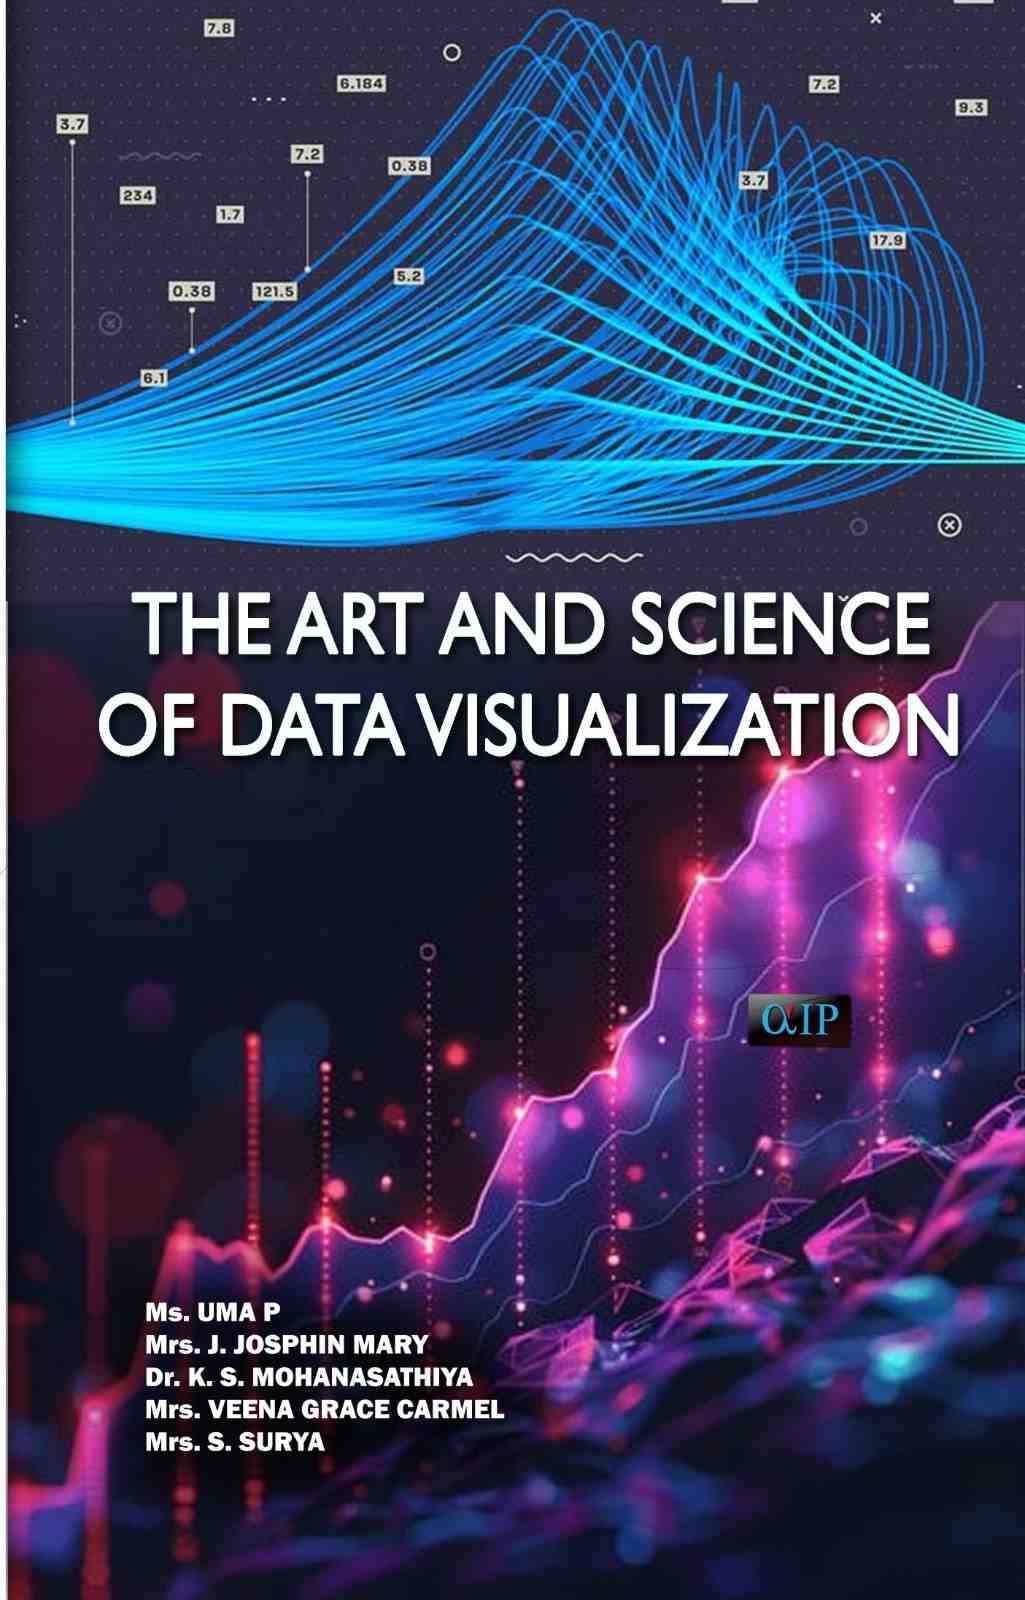 7.8
6.184
7.2
9.3
3.7
7.2
0.38
3.7
234
1.7
17.9
5.2
0.38
121.5
6.1
THE ART AND SCIENCE
OF DATA VISUALIZATION
αIP
Ms. UMA P
Mrs. J. JOSPHIN MARY
Dr. K. S. MOHANASATHIYA
Mrs. VEENA GRACE CARMEL
Mrs. S. SURYA